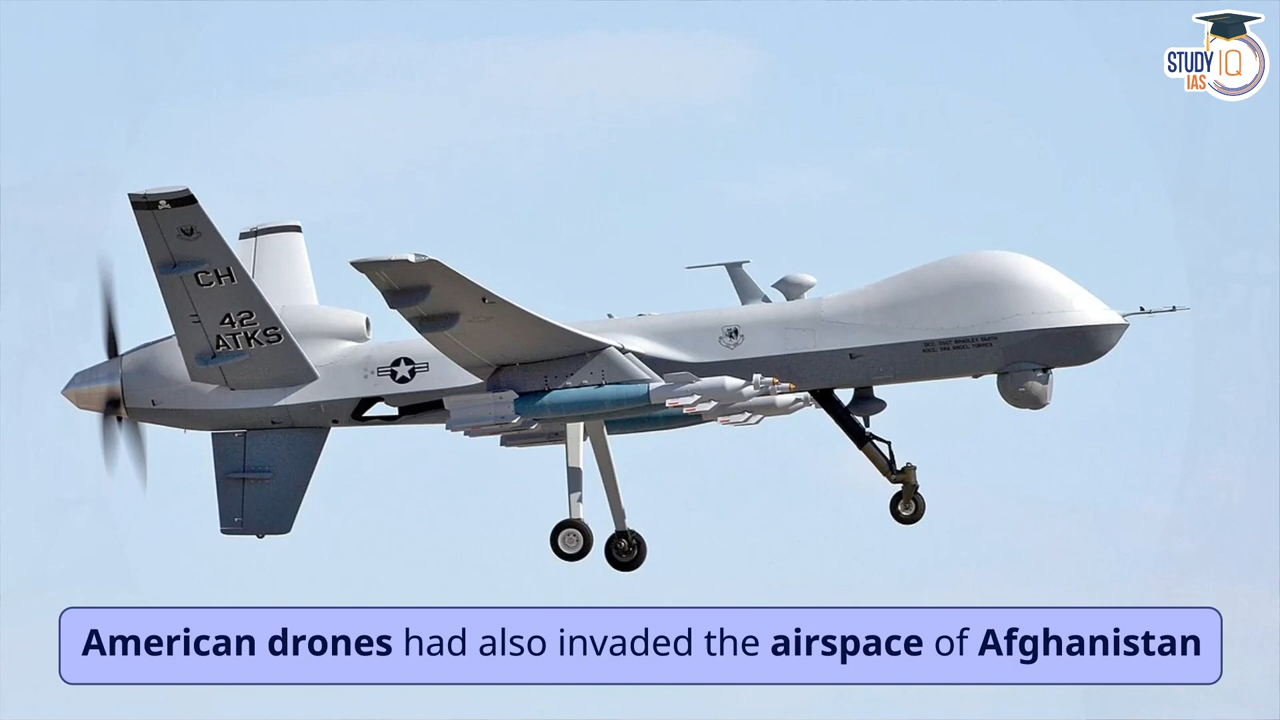 STUDY IQ
IAS
CH
42
ATKS
American drones had also invaded the airspace of Afghanistan